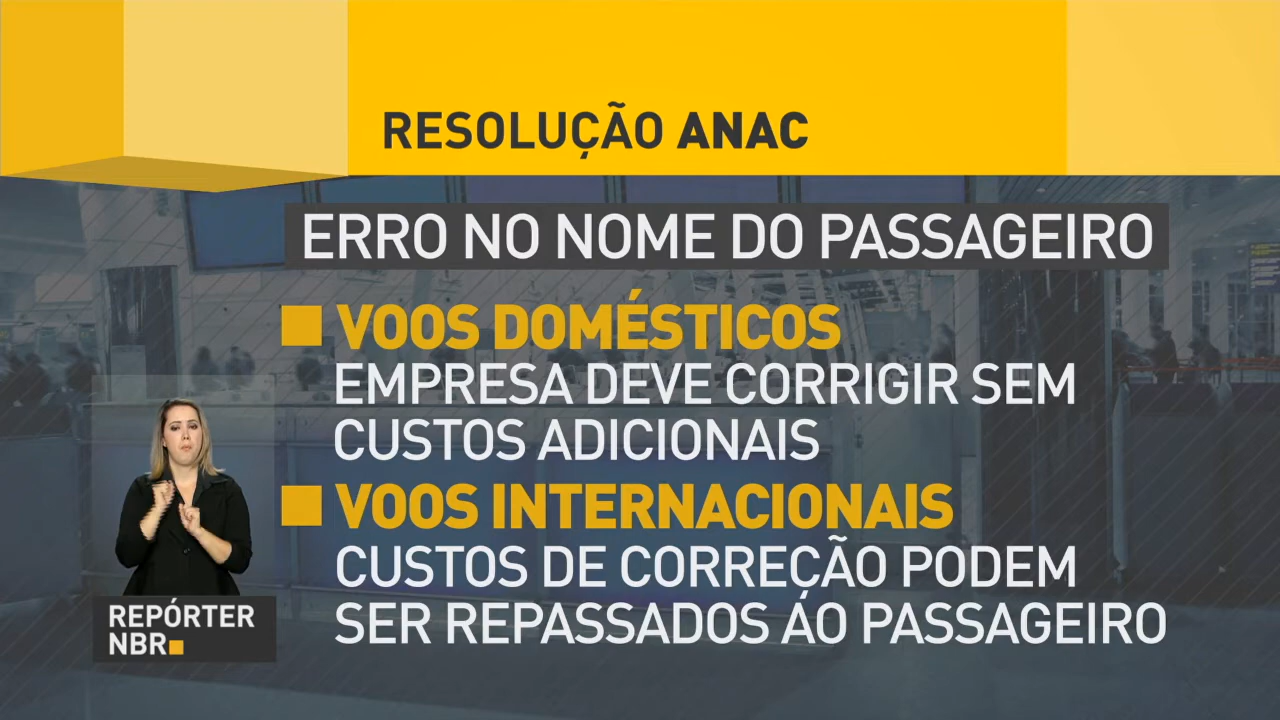 RESOLUÇÃO ANAC
ERRO NO NOME DO PASSAGEIRO
VOOS DOMÉSTICOS
EMPRESA DEVE CORRIGIR SEM
CUSTOS ADICIONAIS
VOOS INTERNACIONAIS
CUSTOS DE CORREÇÃO PODEM
SER REPASSADOS AO PASSAGEIRO
REPÓRTER
NBR